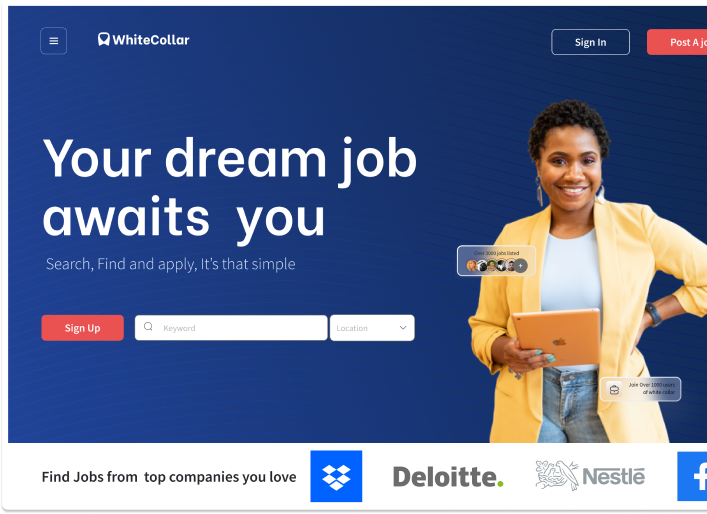 WhiteCollar
Sign In
Post A jo
Your dream job
awaits you
Search, Find and apply, It's that simple
Over 3000 jobs listed
+
Sign Up
Keyword
Location
Join Over 1000 users
of white collar
Find Jobs from top companies you love
Deloitte.
Nestlé
f